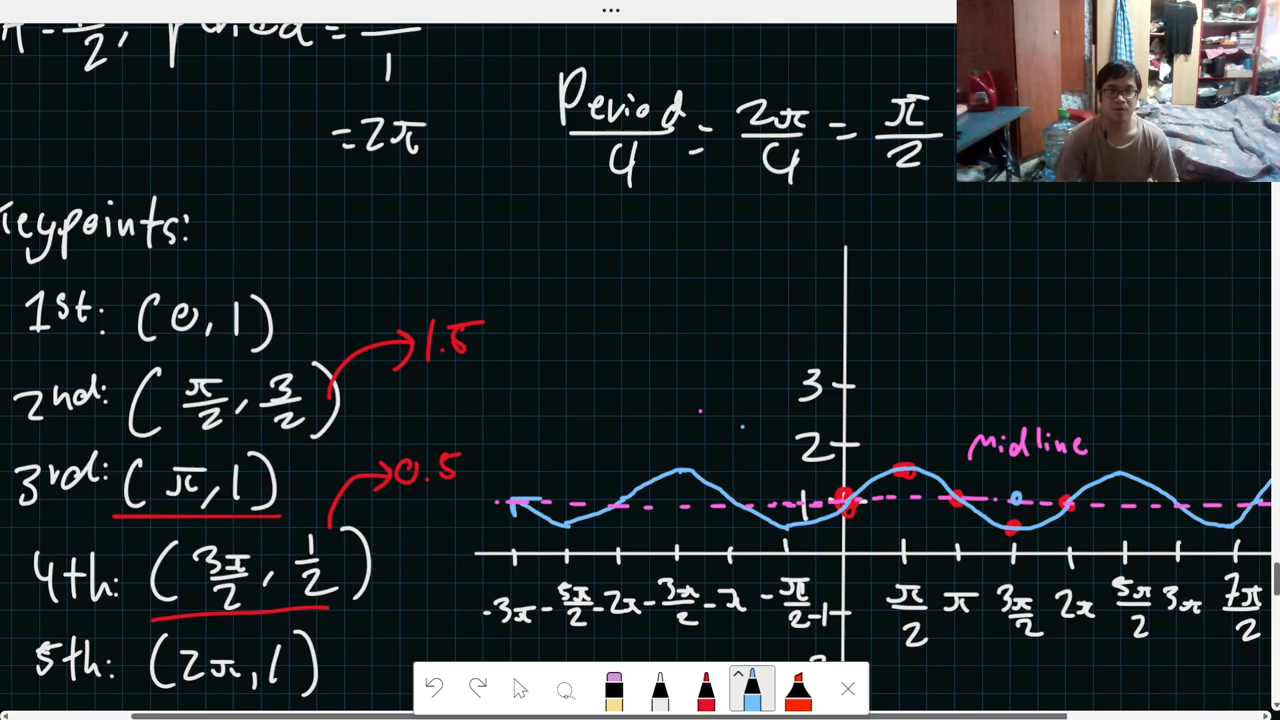 π/2, period = /1
= 2π
Period/4 = 2π/4 = π/2
Keypoints:
1st: (0, 1)
2nd: (π/2, 3/2) → 1.5
3rd: (π, 1)
4th: (3π/2, 1/2) → 0.5
5th: (2π, 1)
3
2
midline
1
-3π -5π/2 -2π -3π/2 -π -π/2 π/2 π 3π/2 2π 5π/2 3π 7π/2
-1